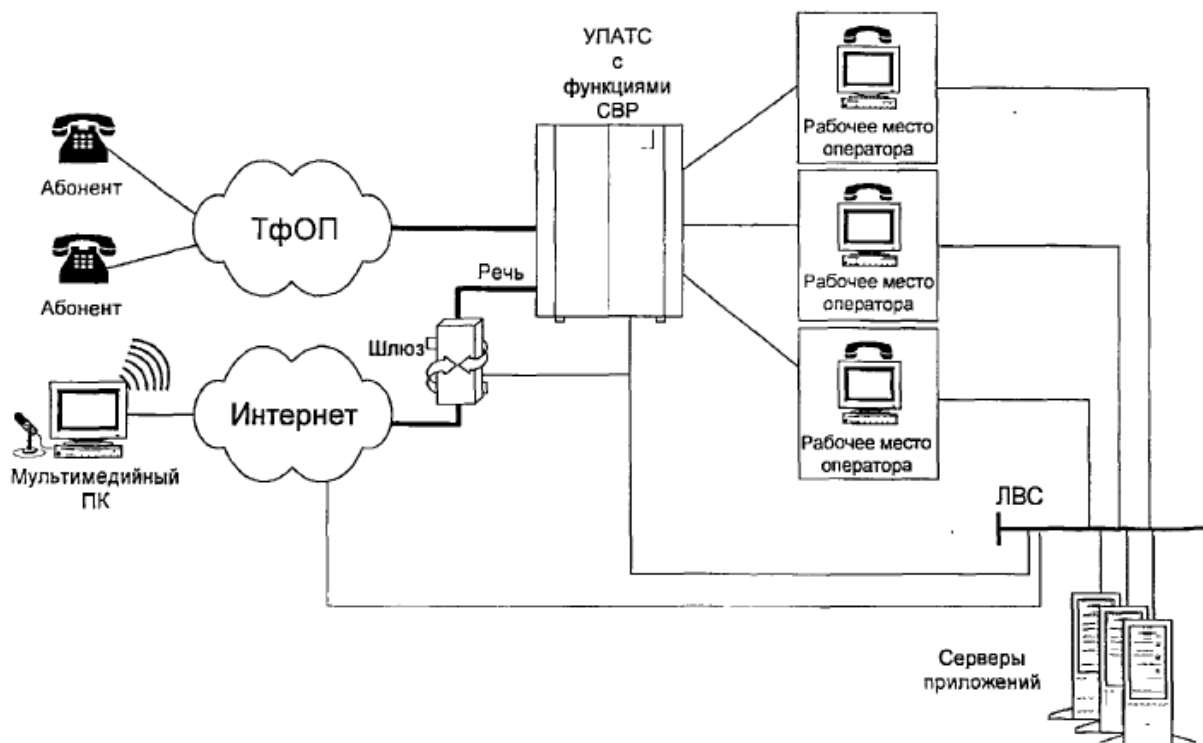 УПАТС
с
функциями
СВР
Рабочее место
оператора
Абонент
ТфОП
Абонент
Рабочее место
оператора
Речь
Шлюз
Интернет
Мультимедийный
ПК
Рабочее место
оператора
ЛВС
Серверы
приложений